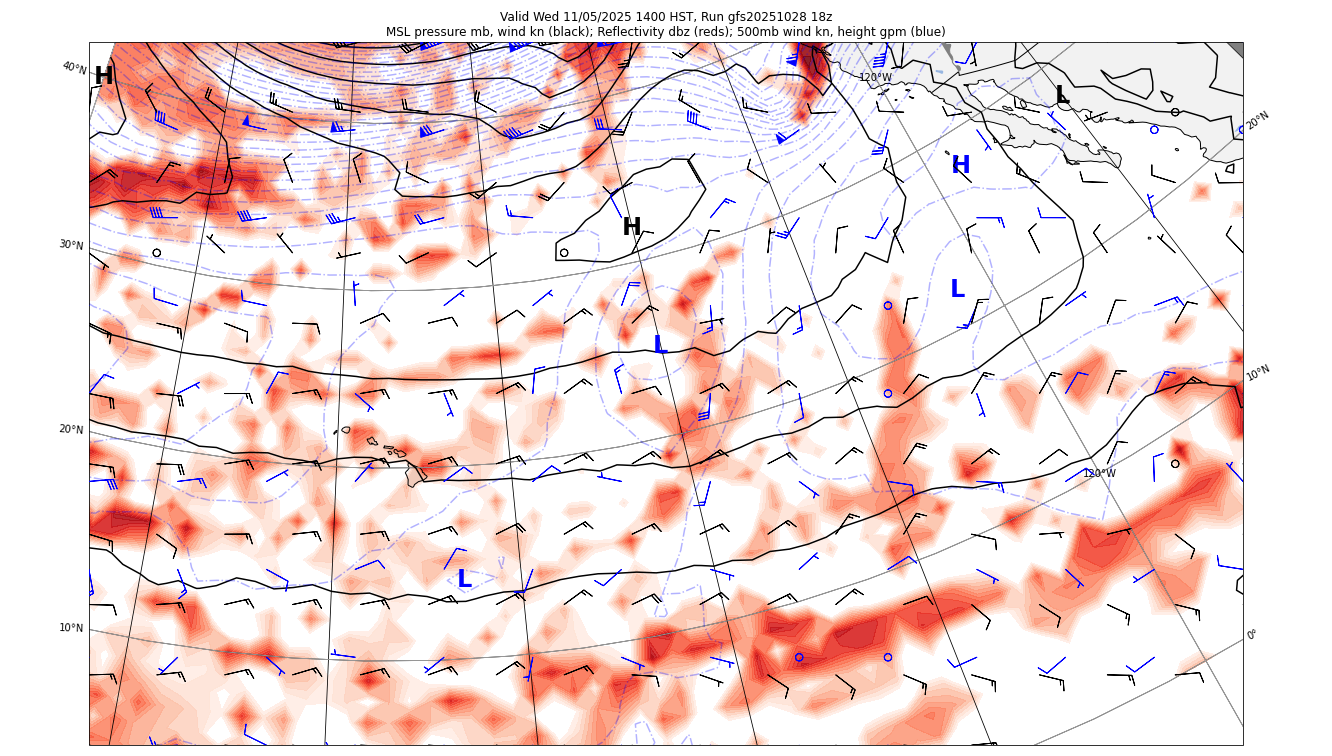 Valid Wed 11/05/2025 1400 HST, Run gfs20251028 18z
MSL pressure mb, wind kn (black); Reflectivity dbz (reds); 500mb wind kn, height gpm (blue)
40°N
H
120°W
L
20°N
H
H
30°N
L
L
10°N
20°N
120°W
L
10°N
0°